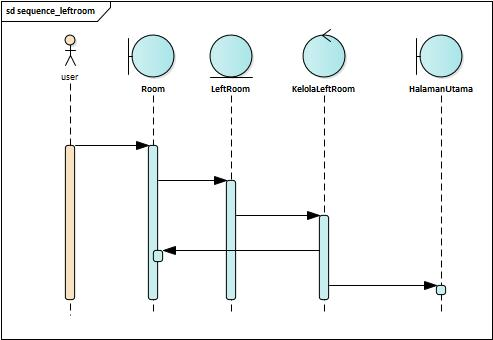 sd sequence_leftroom
user
Room
LeftRoom
KelolaLeftRoom
HalamanUtama